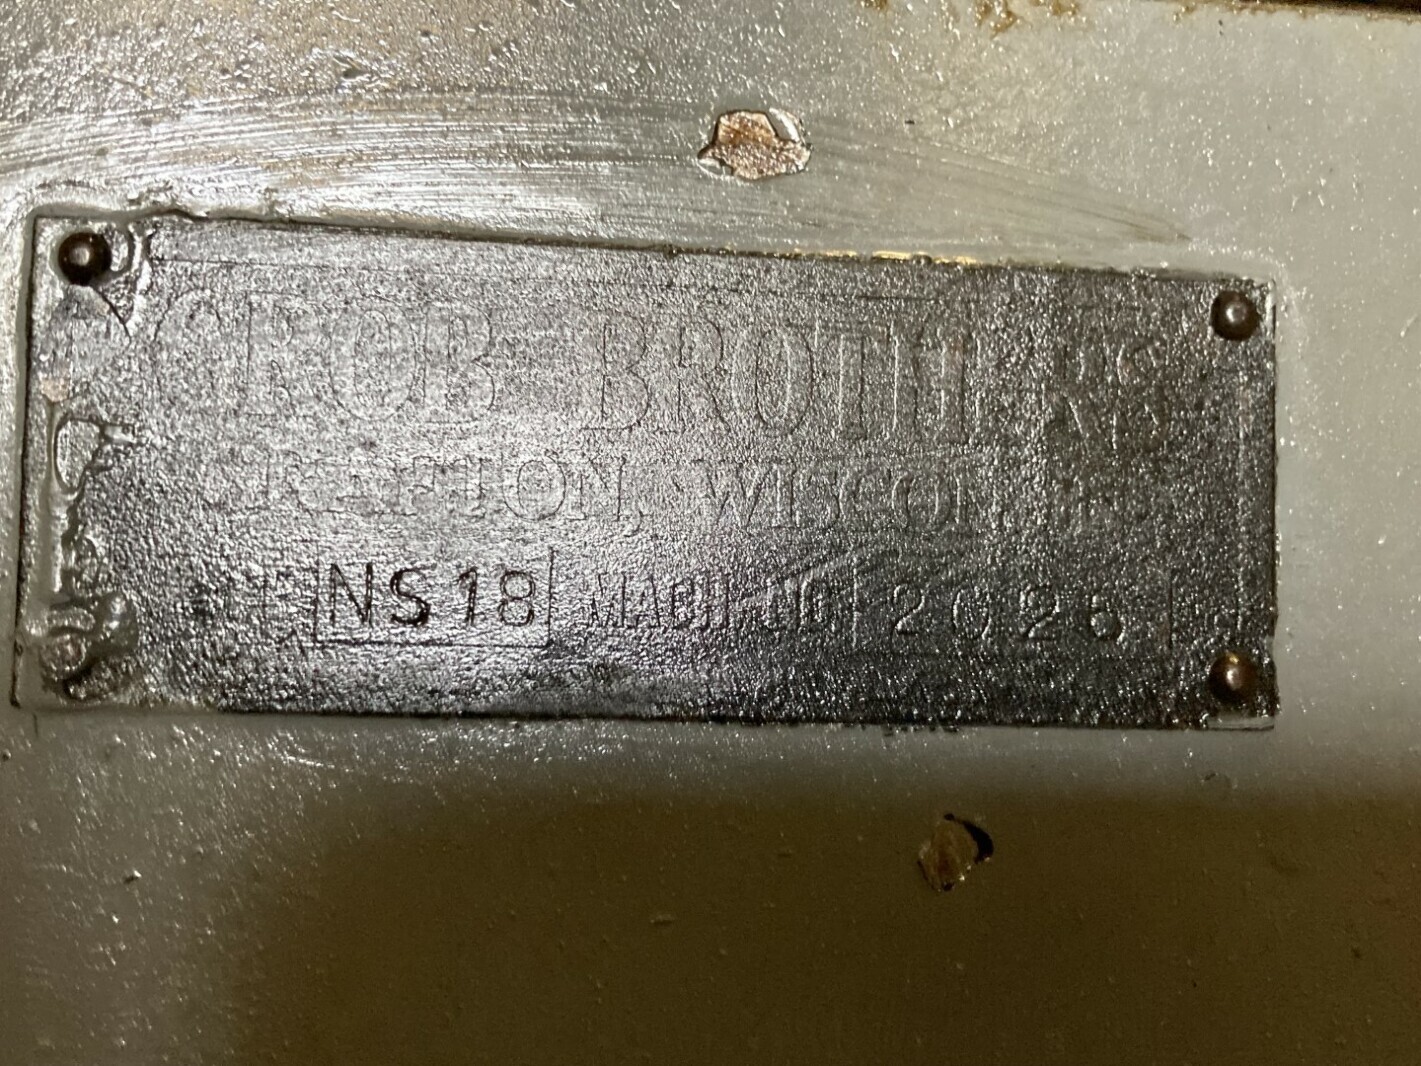 GROB BROTHERS
GRAFTON, WISCONSIN
NS18 MACH. NO. 2026